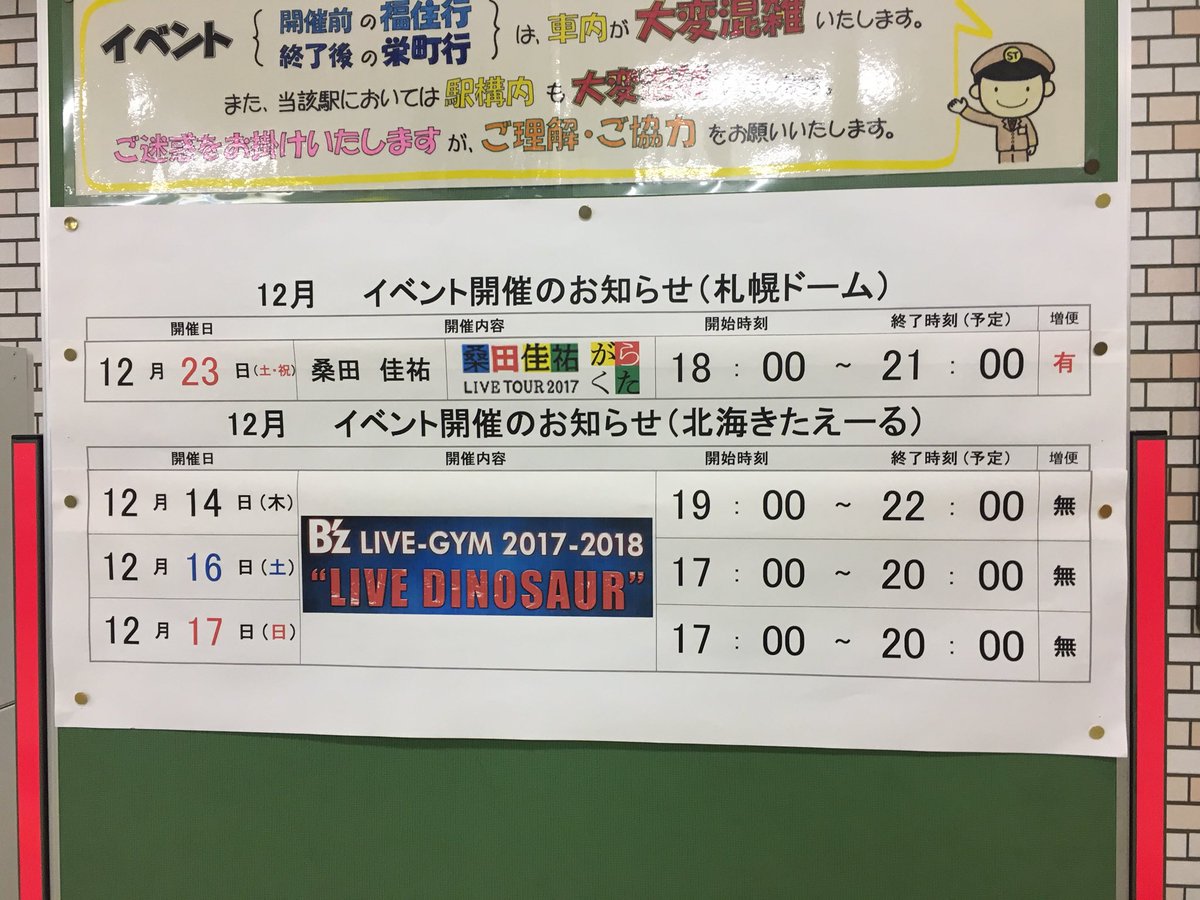 イベント { 開催前の福住行 終了後の栄町行 } は、車内が大変混雑いたします。
また、当該駅においては駅構内も大変
ご迷惑をお掛けいたしますが、ご理解・ご協力をお願いいたします。
ST
12月 イベント開催のお知らせ(札幌ドーム)
開催日 開催内容 開始時刻 終了時刻(予定) 増便
12月23日(土・祝) 桑田 佳祐 桑田佳祐 LIVE TOUR 2017 がらくた 18:00 ~ 21:00 有
12月 イベント開催のお知らせ(北海きたえーる)
開催日 開催内容 開始時刻 終了時刻(予定) 増便
12月14日(木) 19:00 ~ 22:00 無
B'z LIVE-GYM 2017-2018
12月16日(土) 17:00 ~ 20:00 無
"LIVE DINOSAUR"
12月17日(日) 17:00 ~ 20:00 無